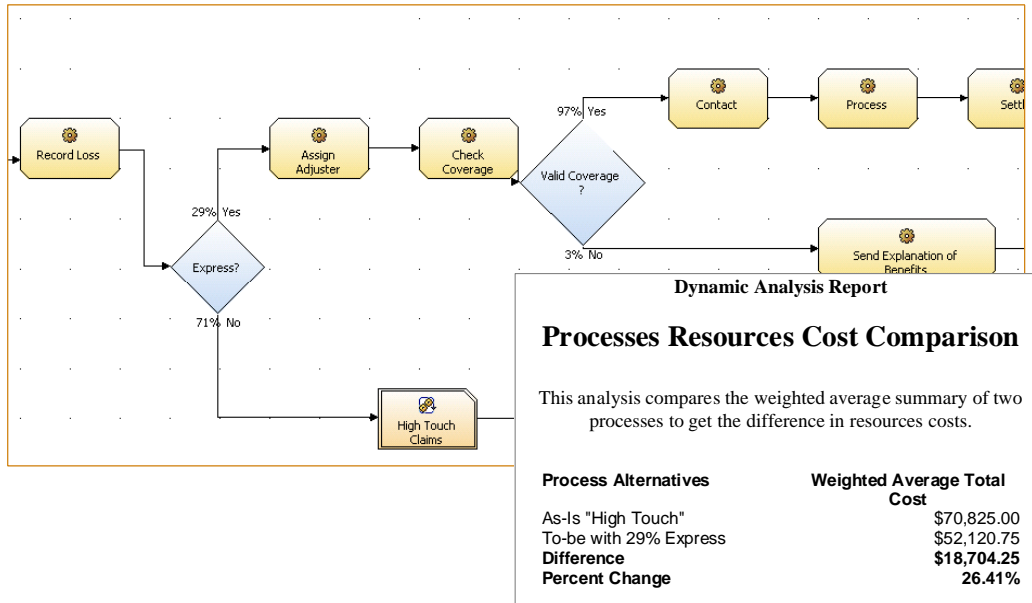 Record Loss
Express?
29% Yes
71% No
Assign
Adjuster
Check
Coverage
Valid Coverage
?
97% Yes
3% No
Contact
Process
Send Explanation of
Benefits
High Touch
Claims
Dynamic Analysis Report
Processes Resources Cost Comparison
This analysis compares the weighted average summary of two
processes to get the difference in resources costs.
Process Alternatives Weighted Average Total
Cost
As-Is "High Touch" $70,825.00
To-be with 29% Express $52,120.75
Difference $18,704.25
Percent Change 26.41%